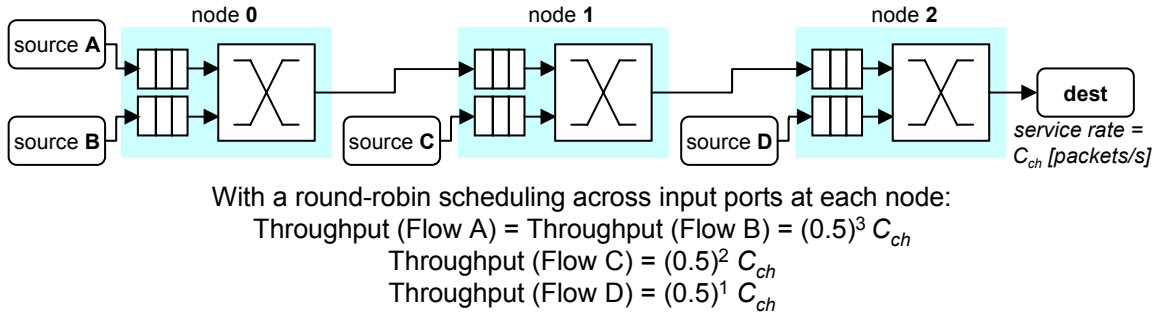 node 0
node 1
node 2
source A
source B
source C
source D
dest
service rate =
C_ch [packets/s]
With a round-robin scheduling across input ports at each node:
Throughput (Flow A) = Throughput (Flow B) = (0.5)³ C_ch
Throughput (Flow C) = (0.5)² C_ch
Throughput (Flow D) = (0.5)¹ C_ch